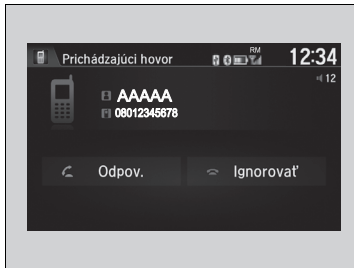 Prichádzajúci hovor RM 12:34
12
AAAAA
08012345678
Odpov. Ignorovať